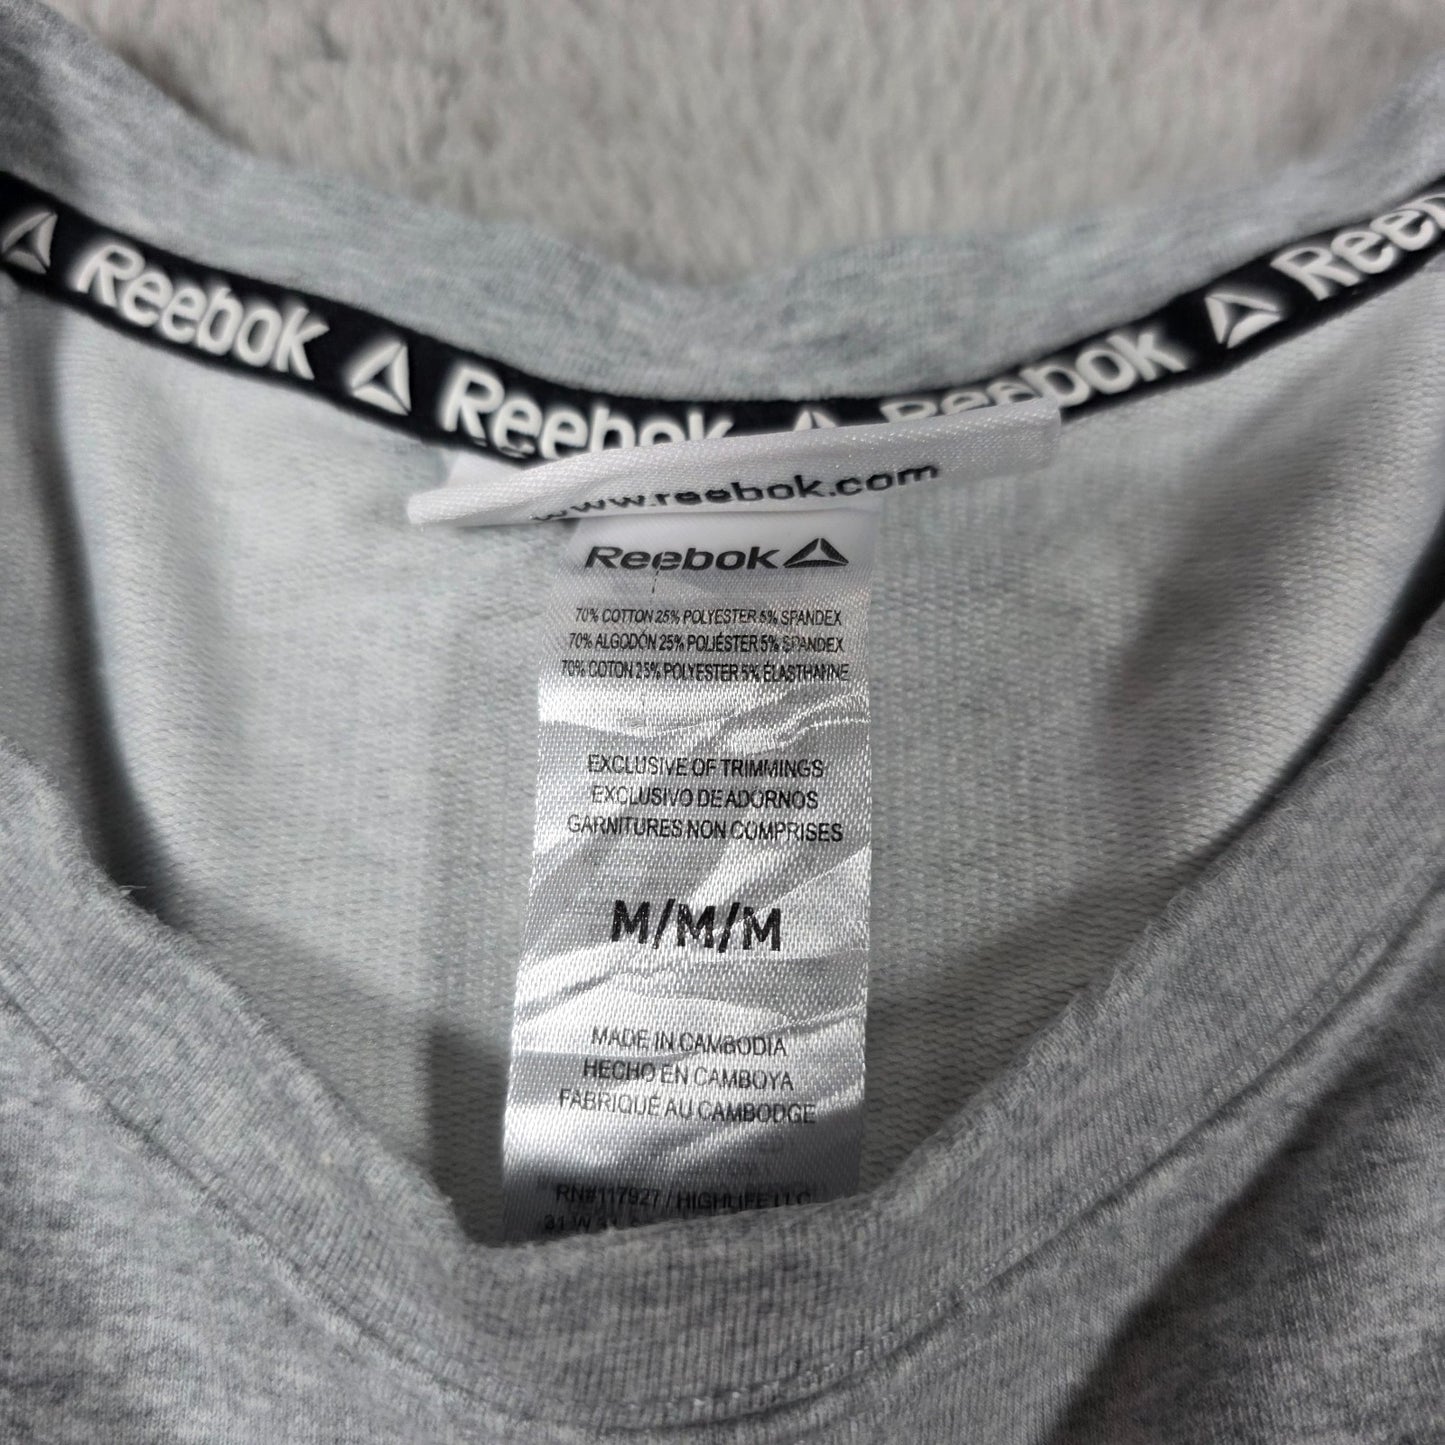 Reebok
Reebok
Reebok
Reebok
www.reebok.com
Reebok
70% COTTON 25% POLYESTER 5% SPANDEX
70% ALGODÓN 25% POLIÉSTER 5% SPANDEX
70% COTON 25% POLYESTER 5% ÉLASTHANNE
EXCLUSIVE OF TRIMMINGS
EXCLUSIVO DE ADORNOS
GARNITURES NON COMPRISES
M/M/M
MADE IN CAMBODIA
HECHO EN CAMBOYA
FABRIQUÉ AU CAMBODGE
RN#117927 / HIGHLIFE LLC
31 W